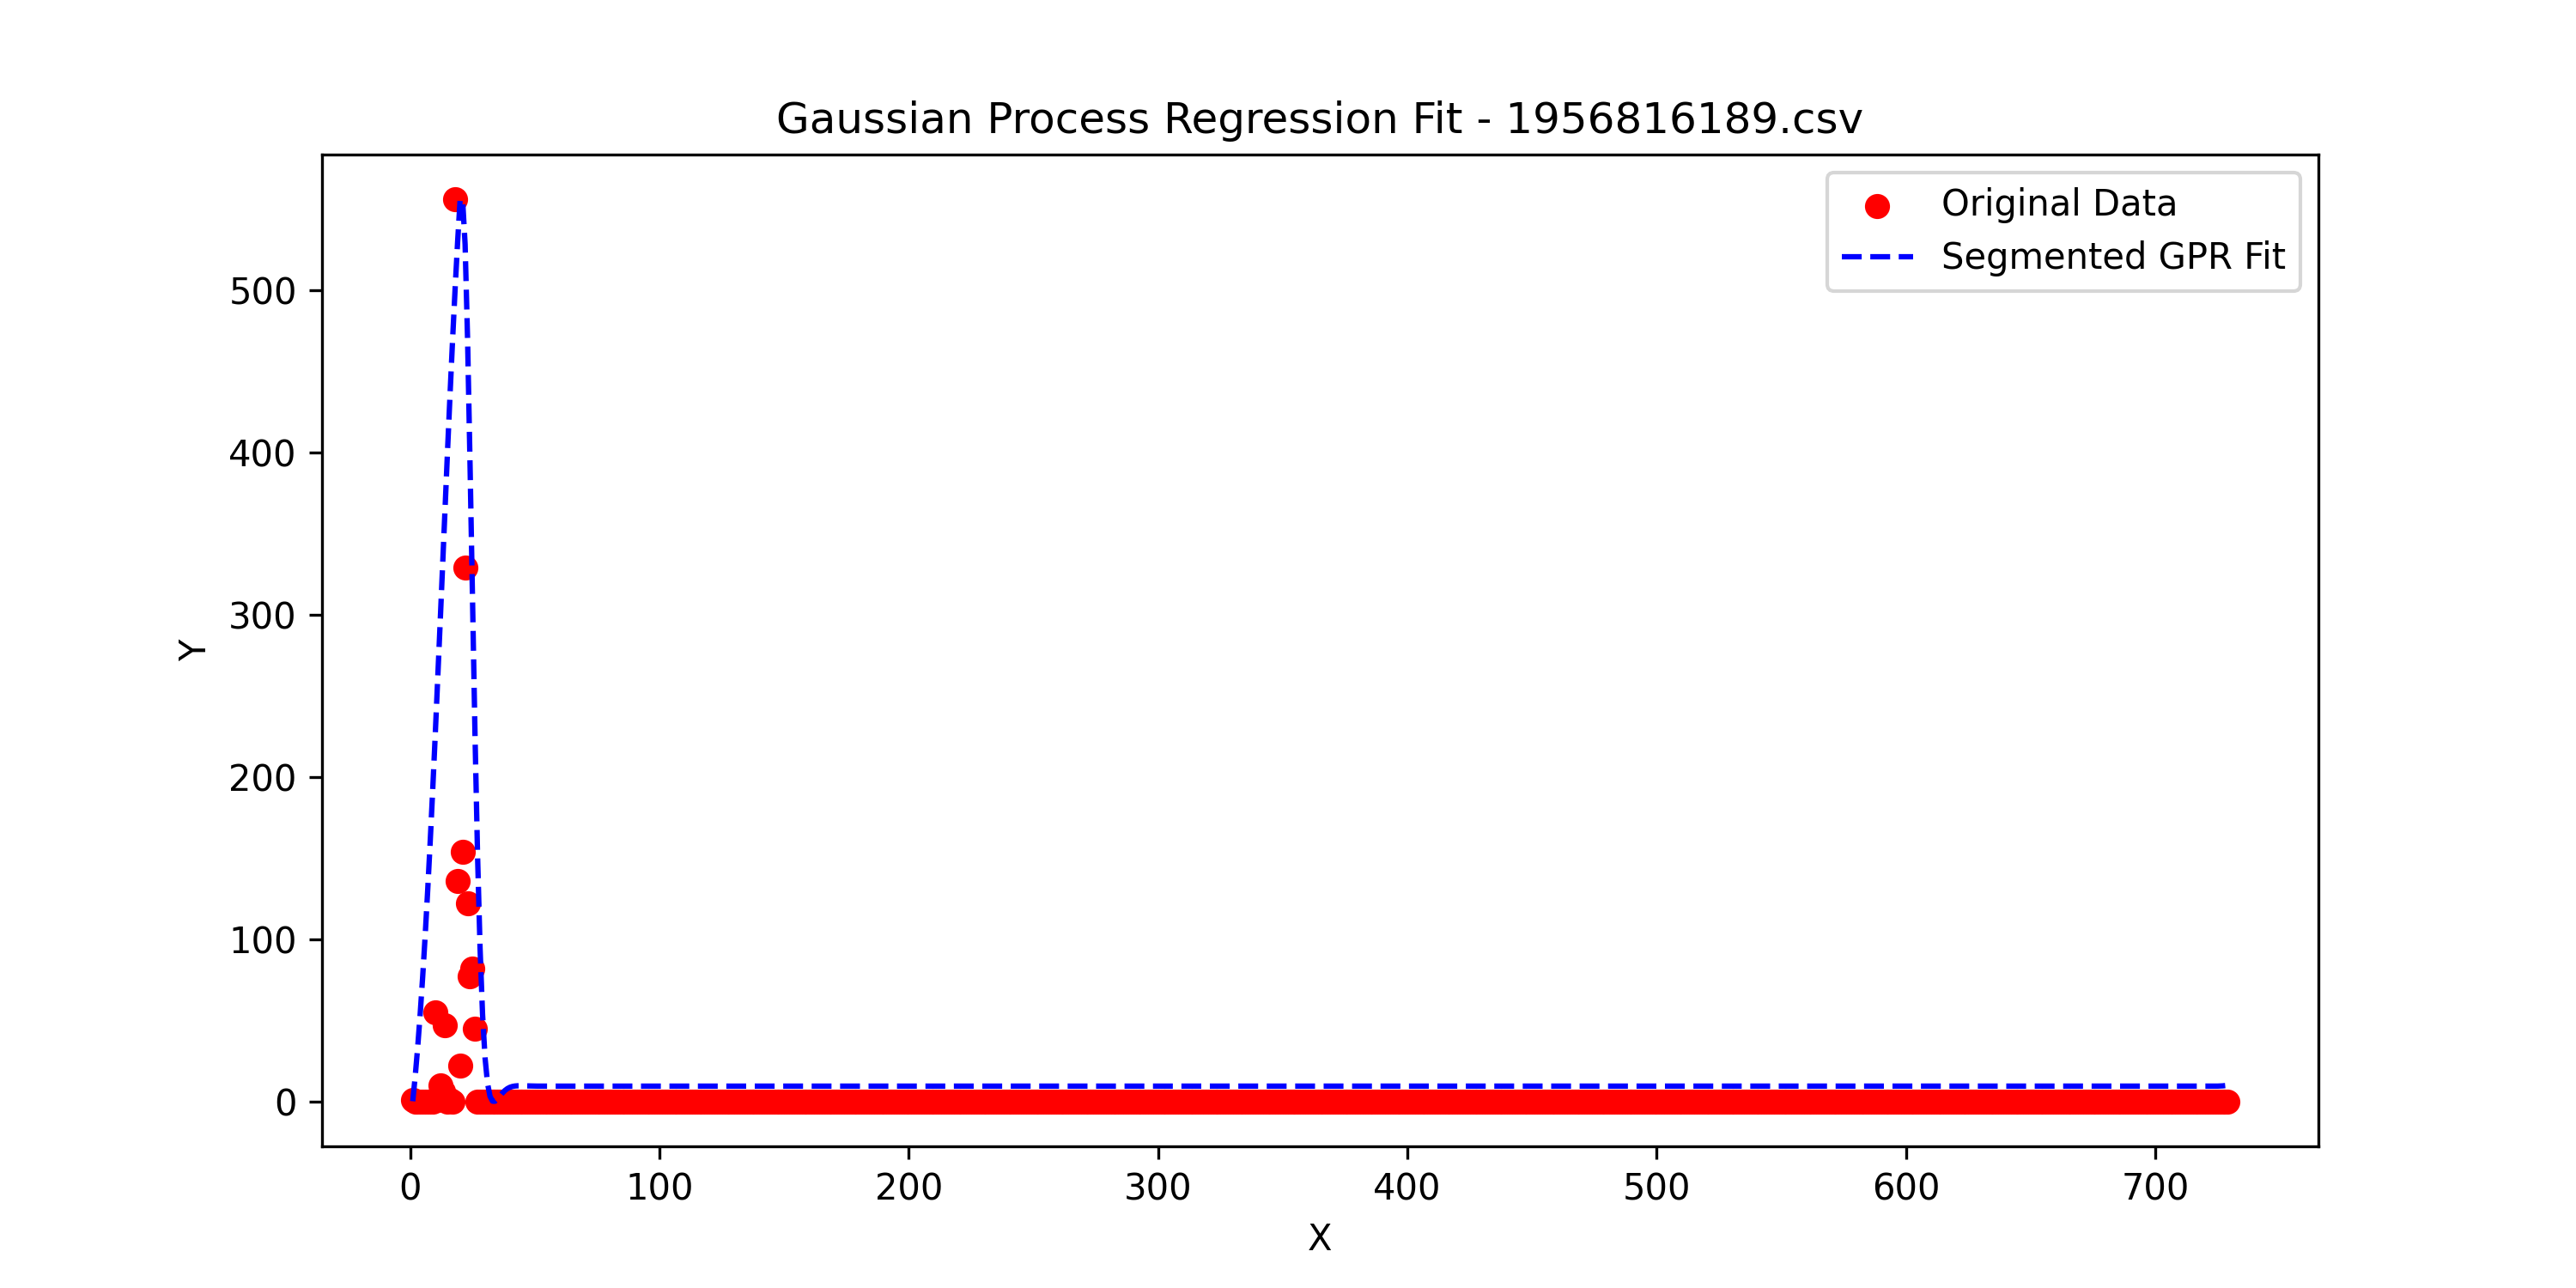 Gaussian Process Regression Fit - 1956816189.csv
Original Data
Segmented GPR Fit
500
400
300
200
100
0
Y
0 100 200 300 400 500 600 700
X